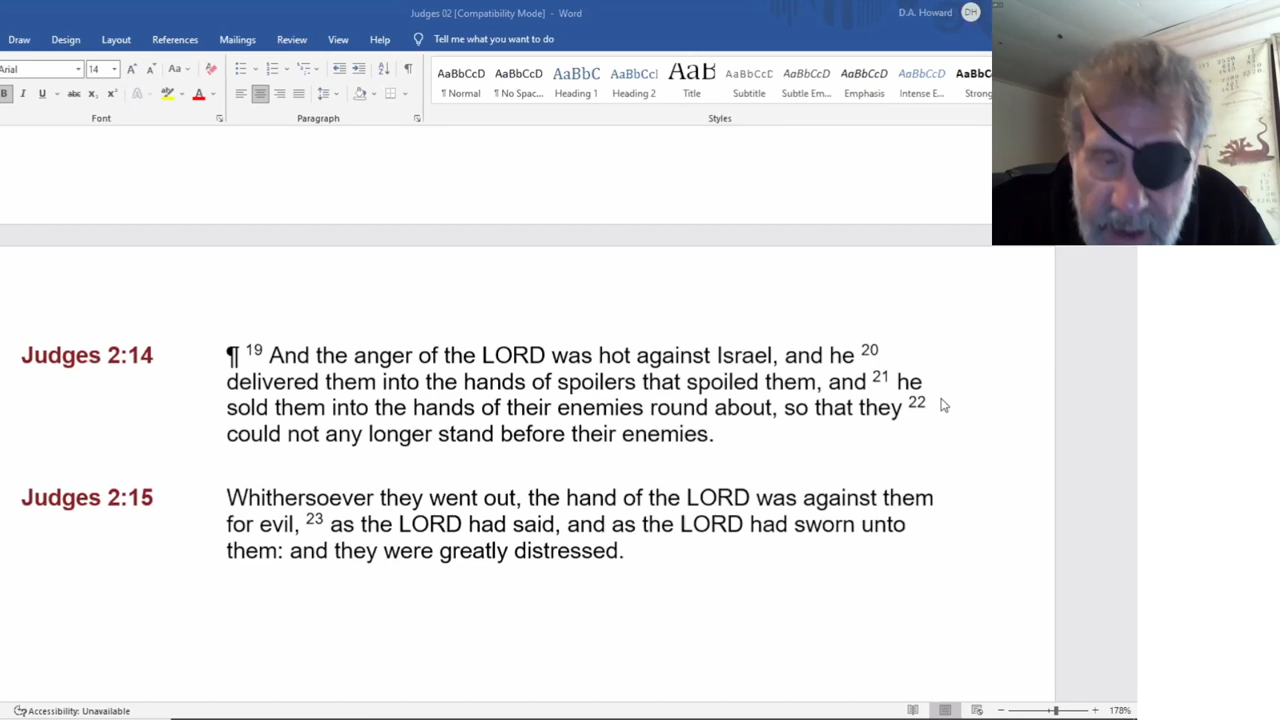 Judges 02 [Compatibility Mode] - Word
D.A. Howard DH
Draw Design Layout References Mailings Review View Help Tell me what you want to do
Arial 14 A A Aa A
B I U abc x₂ x² A A
Font Paragraph Styles
AaBbCcD AaBbCcD AaBbC AaBbCcI AaB AaBbCcD AaBbCcD AaBbCcD AaBbCcD AaBbC
¶ Normal ¶ No Spac... Heading 1 Heading 2 Title Subtitle Subtle Em... Emphasis Intense E... Strong
Judges 2:14 ¶ 19 And the anger of the LORD was hot against Israel, and he 20
delivered them into the hands of spoilers that spoiled them, and 21 he
sold them into the hands of their enemies round about, so that they 22
could not any longer stand before their enemies.
Judges 2:15 Whithersoever they went out, the hand of the LORD was against them
for evil, 23 as the LORD had said, and as the LORD had sworn unto
them: and they were greatly distressed.
Accessibility: Unavailable 178%